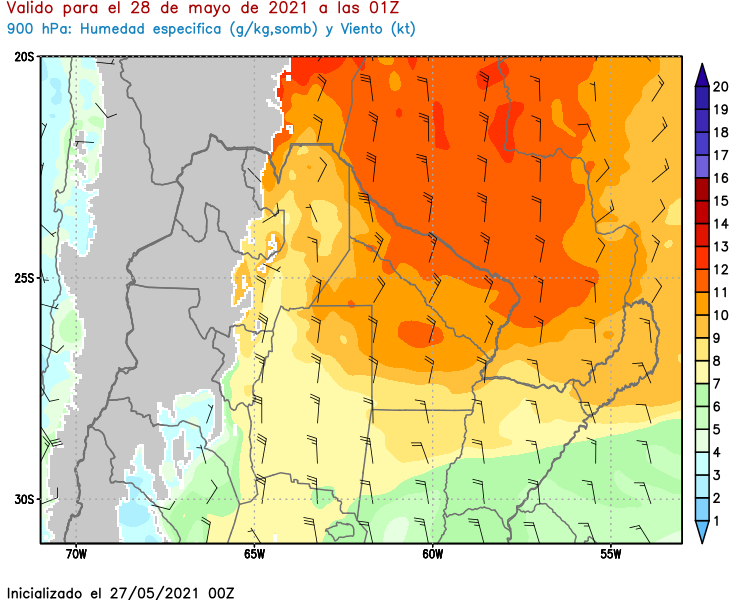 Valido para el 28 de mayo de 2021 a las 01Z
900 hPa: Humedad especifica (g/kg,somb) y Viento (kt)
20S
25S
30S
70W
65W
60W
55W
20
19
18
17
16
15
14
13
12
11
10
9
8
7
6
5
4
3
2
1
Inicializado el 27/05/2021 00Z